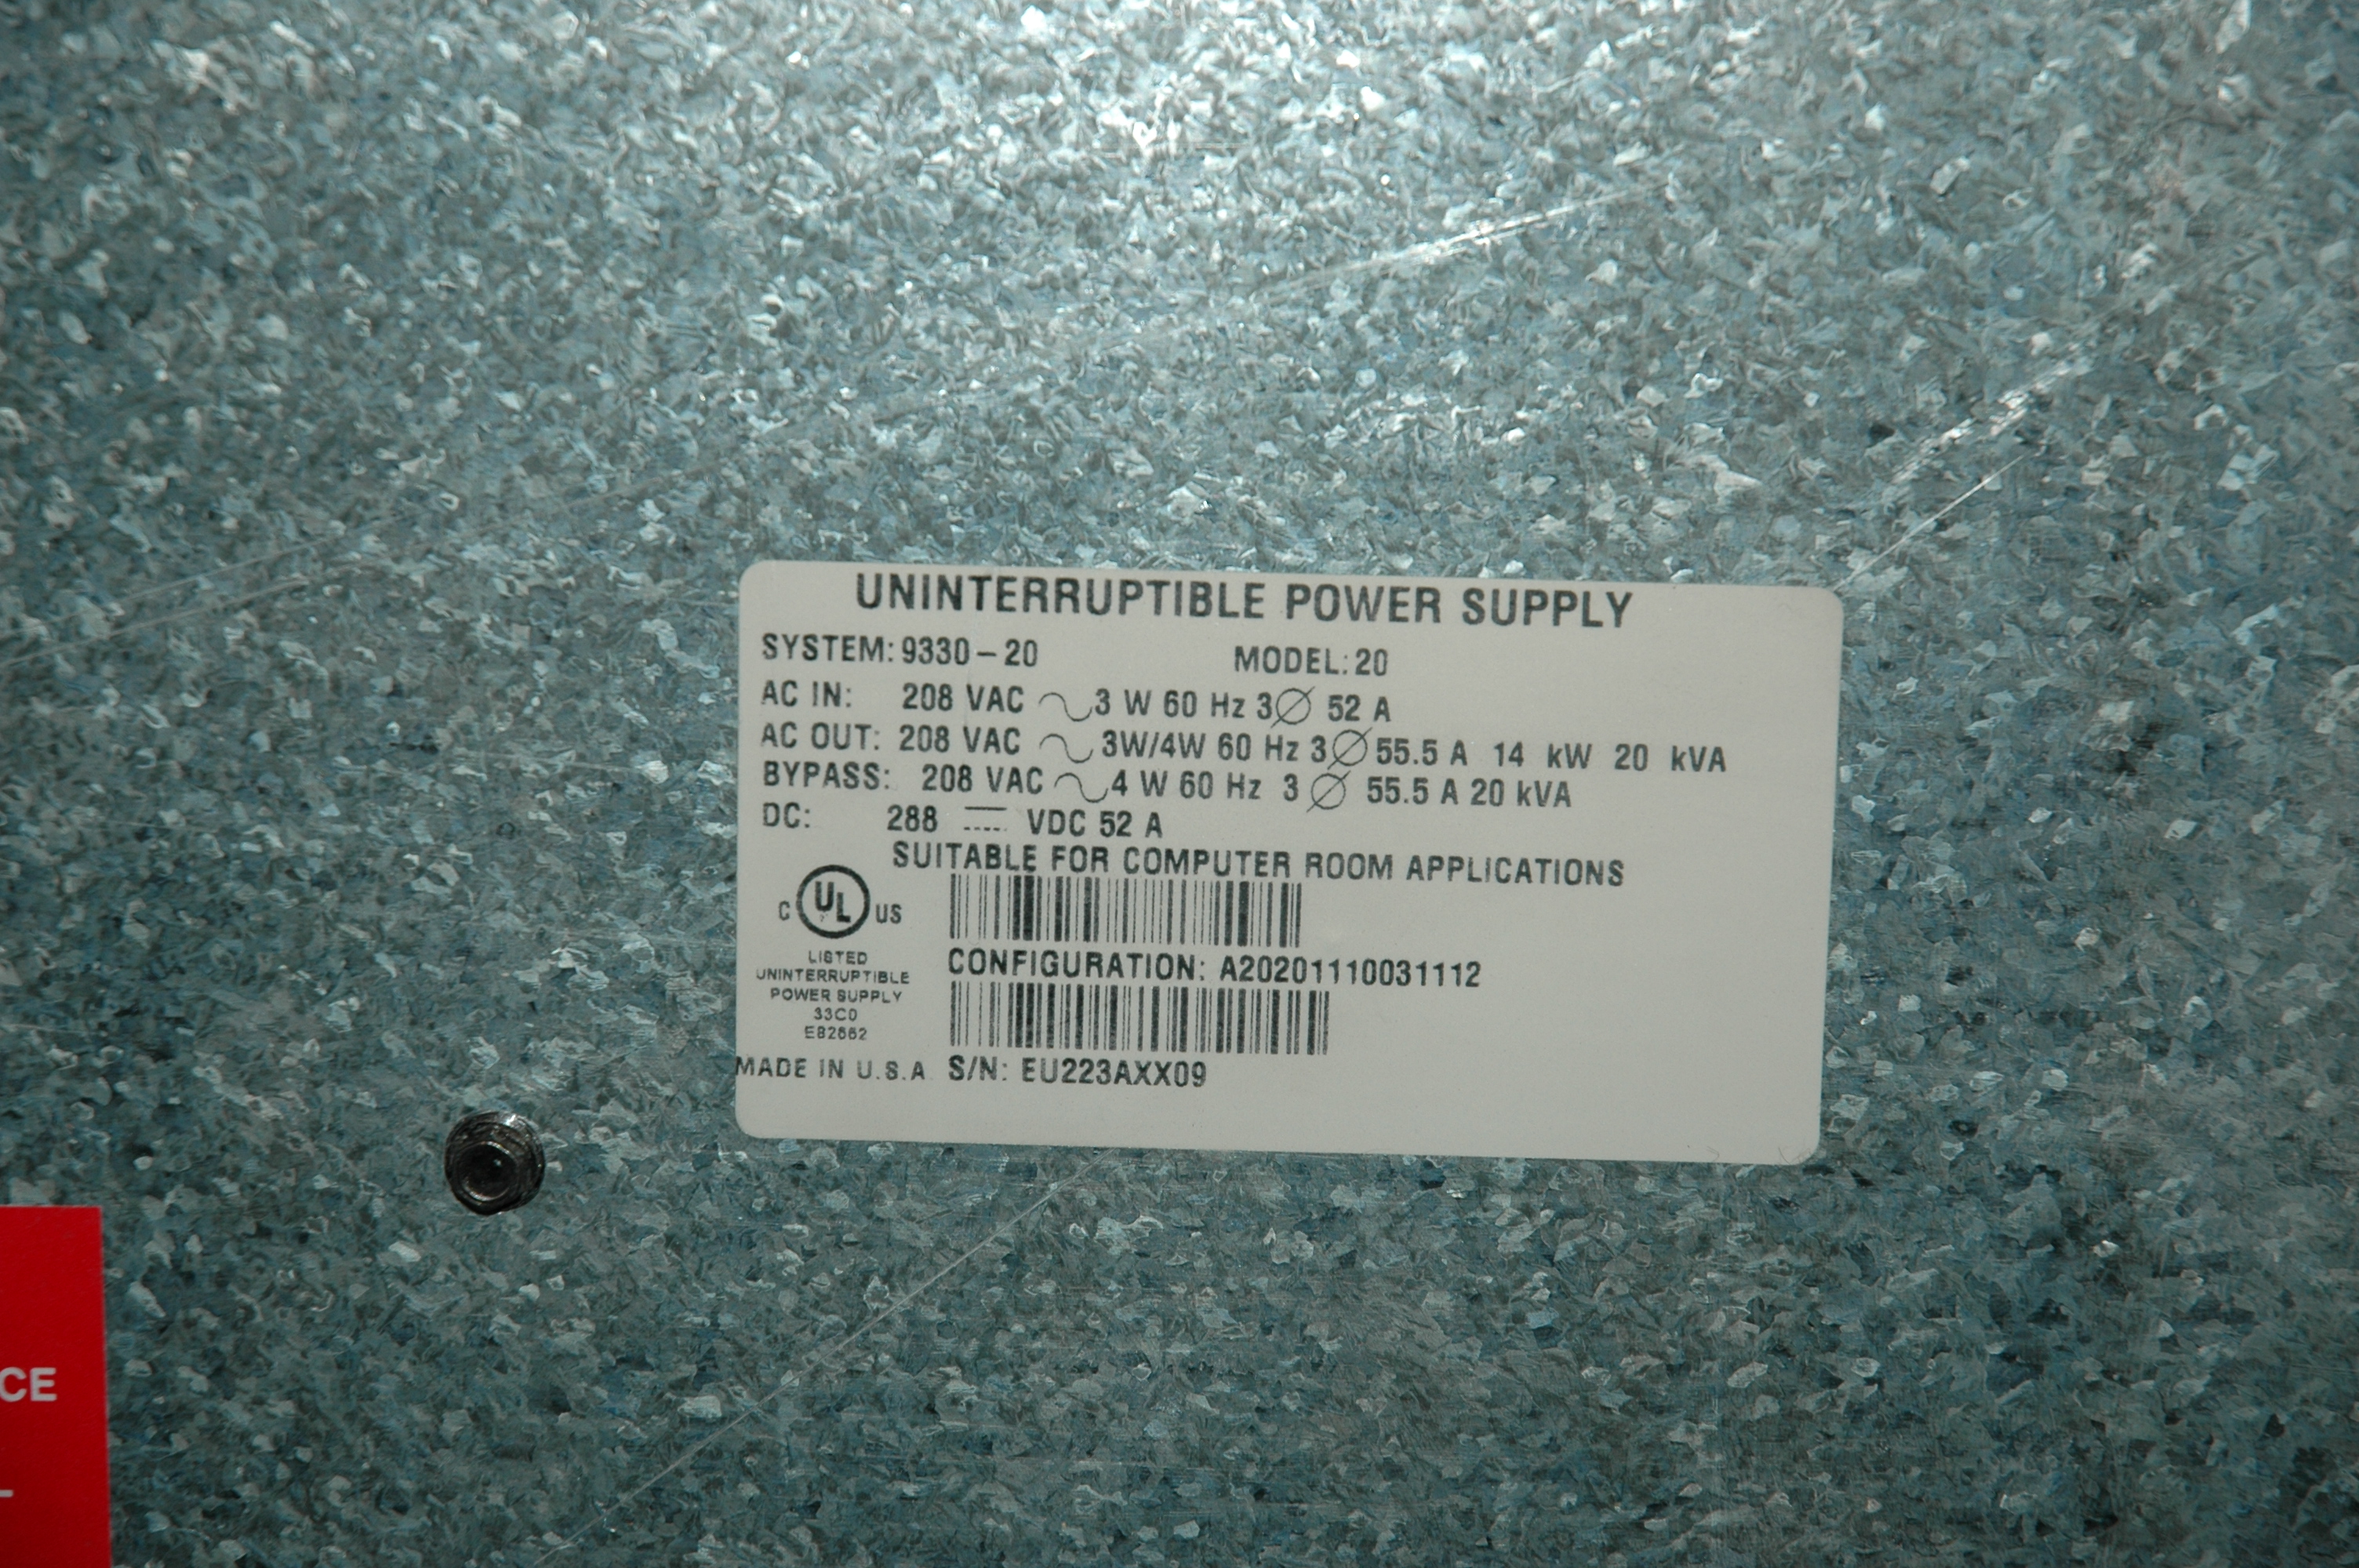 UNINTERRUPTIBLE POWER SUPPLY
SYSTEM: 9330-20 MODEL: 20
AC IN: 208 VAC ∿ 3 W 60 Hz 3∅ 52 A
AC OUT: 208 VAC ∿ 3W/4W 60 Hz 3∅ 55.5 A 14 kW 20 kVA
BYPASS: 208 VAC ∿ 4 W 60 Hz 3 ∅ 55.5 A 20 kVA
DC: 288 ⎓ VDC 52 A
SUITABLE FOR COMPUTER ROOM APPLICATIONS
C UL US
LISTED
UNINTERRUPTIBLE
POWER SUPPLY
33C0
CONFIGURATION: A20201110031112
MADE IN U.S.A. S/N: EU223AXX09
CE